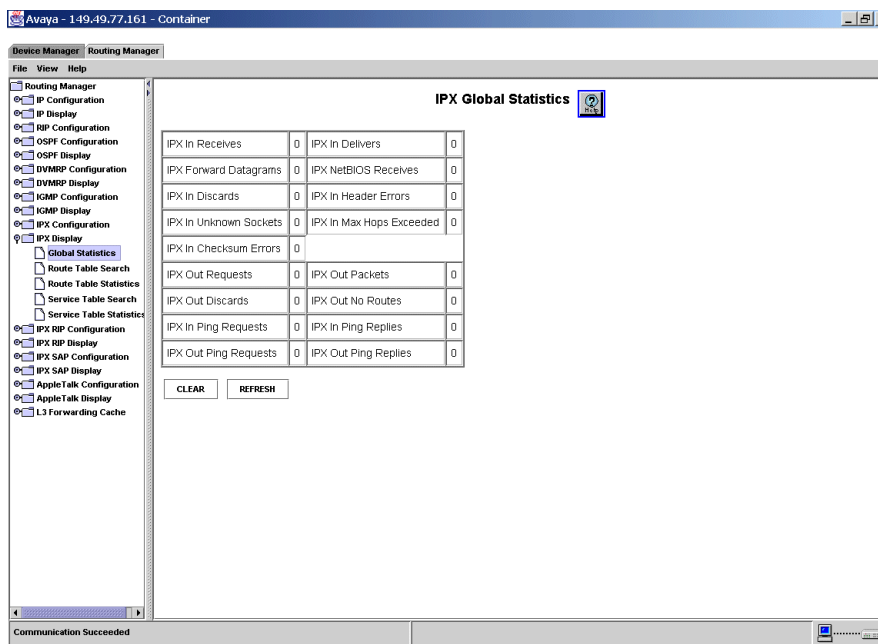 Avaya - 149.49.77.161 - Container
Device Manager Routing Manager
File View Help
Routing Manager
IP Configuration
IP Display
RIP Configuration
OSPF Configuration
OSPF Display
DVMRP Configuration
DVMRP Display
IGMP Configuration
IGMP Display
IPX Configuration
IPX Display
Global Statistics
Route Table Search
Route Table Statistics
Service Table Search
Service Table Statistics
IPX RIP Configuration
IPX RIP Display
IPX SAP Configuration
IPX SAP Display
AppleTalk Configuration
AppleTalk Display
L3 Forwarding Cache
IPX Global Statistics
Help
IPX In Receives 0 IPX In Delivers 0
IPX Forward Datagrams 0 IPX NetBIOS Receives 0
IPX In Discards 0 IPX In Header Errors 0
IPX In Unknown Sockets 0 IPX In Max Hops Exceeded 0
IPX In Checksum Errors 0
IPX Out Requests 0 IPX Out Packets 0
IPX Out Discards 0 IPX Out No Routes 0
IPX In Ping Requests 0 IPX In Ping Replies 0
IPX Out Ping Requests 0 IPX Out Ping Replies 0
CLEAR REFRESH
Communication Succeeded